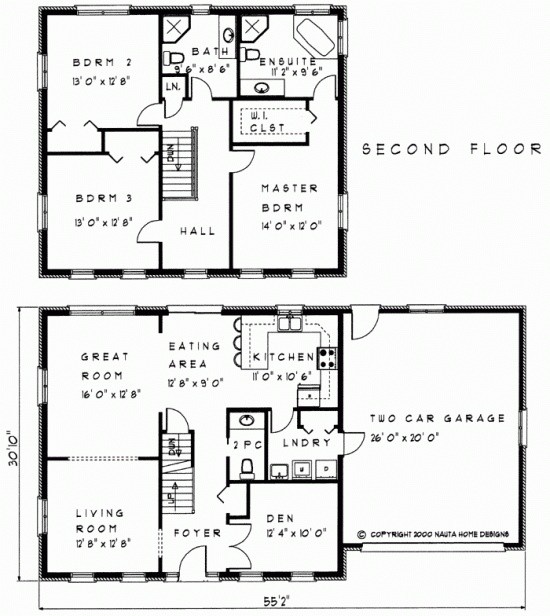 BDRM 2
13'0" x 12'8"
BATH
9'6" x 8'6"
ENSUITE
11'2" x 9'6"
LN.
W.I.
CLST
DWN
SECOND FLOOR
BDRM 3
13'0" x 12'8"
HALL
MASTER
BDRM
14'0" x 12'0"
GREAT
ROOM
16'0" x 12'8"
EATING
AREA
12'8" x 9'0"
KITCHEN
11'0" x 10'6"
TWO CAR GARAGE
26'0" x 20'0"
DWN
2 PC
LNDRY
UP
LIVING
ROOM
12'8" x 12'8"
FOYER
DEN
12'4" x 10'0"
© COPYRIGHT 2000 NAUTA HOME DESIGNS
30'10"
55'2"